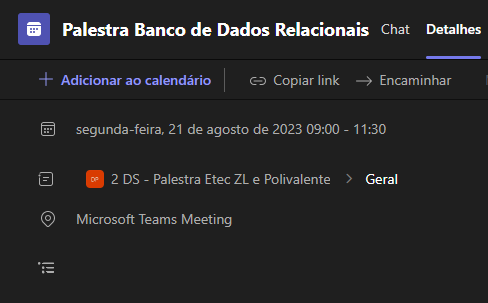 Palestra Banco de Dados Relacionais Chat Detalhes
Adicionar ao calendário Copiar link Encaminhar
segunda-feira, 21 de agosto de 2023 09:00 - 11:30
DP 2 DS - Palestra Etec ZL e Polivalente > Geral
Microsoft Teams Meeting